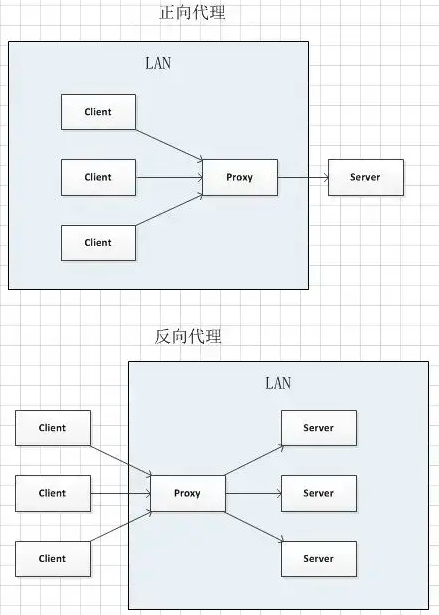 正向代理
LAN
Client
Client
Proxy
Server
Client
反向代理
LAN
Client
Server
Client
Proxy
Server
Client
Server